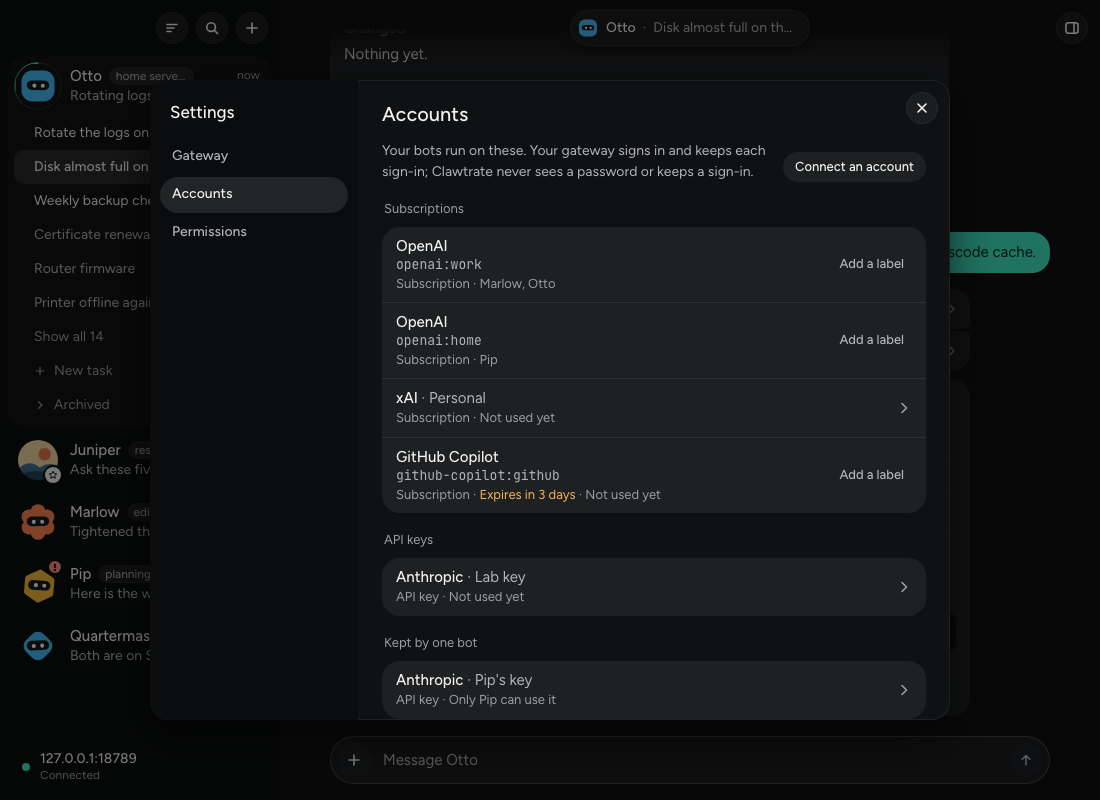 Otto · Disk almost full on th...
Nothing yet.
Otto home serve... now
Rotating logs
Rotate the logs on
Disk almost full on
Weekly backup che
Certificate renewa
Router firmware
Printer offline again
Show all 14
+ New task
Archived
Juniper res
Ask these fiv
Marlow edi
Tightened th
Pip planning
Here is the w
Quartermas
Both are on S
127.0.0.1:18789
Connected
Settings
Gateway
Accounts
Permissions
Accounts
Your bots run on these. Your gateway signs in and keeps each
sign-in; Clawtrate never sees a password or keeps a sign-in.
Connect an account
Subscriptions
OpenAI
openai:work
Subscription · Marlow, Otto
Add a label
OpenAI
openai:home
Subscription · Pip
Add a label
xAI · Personal
Subscription · Not used yet
GitHub Copilot
github-copilot:github
Subscription · Expires in 3 days · Not used yet
Add a label
API keys
Anthropic · Lab key
API key · Not used yet
Kept by one bot
Anthropic · Pip's key
API key · Only Pip can use it
scode cache.
Message Otto